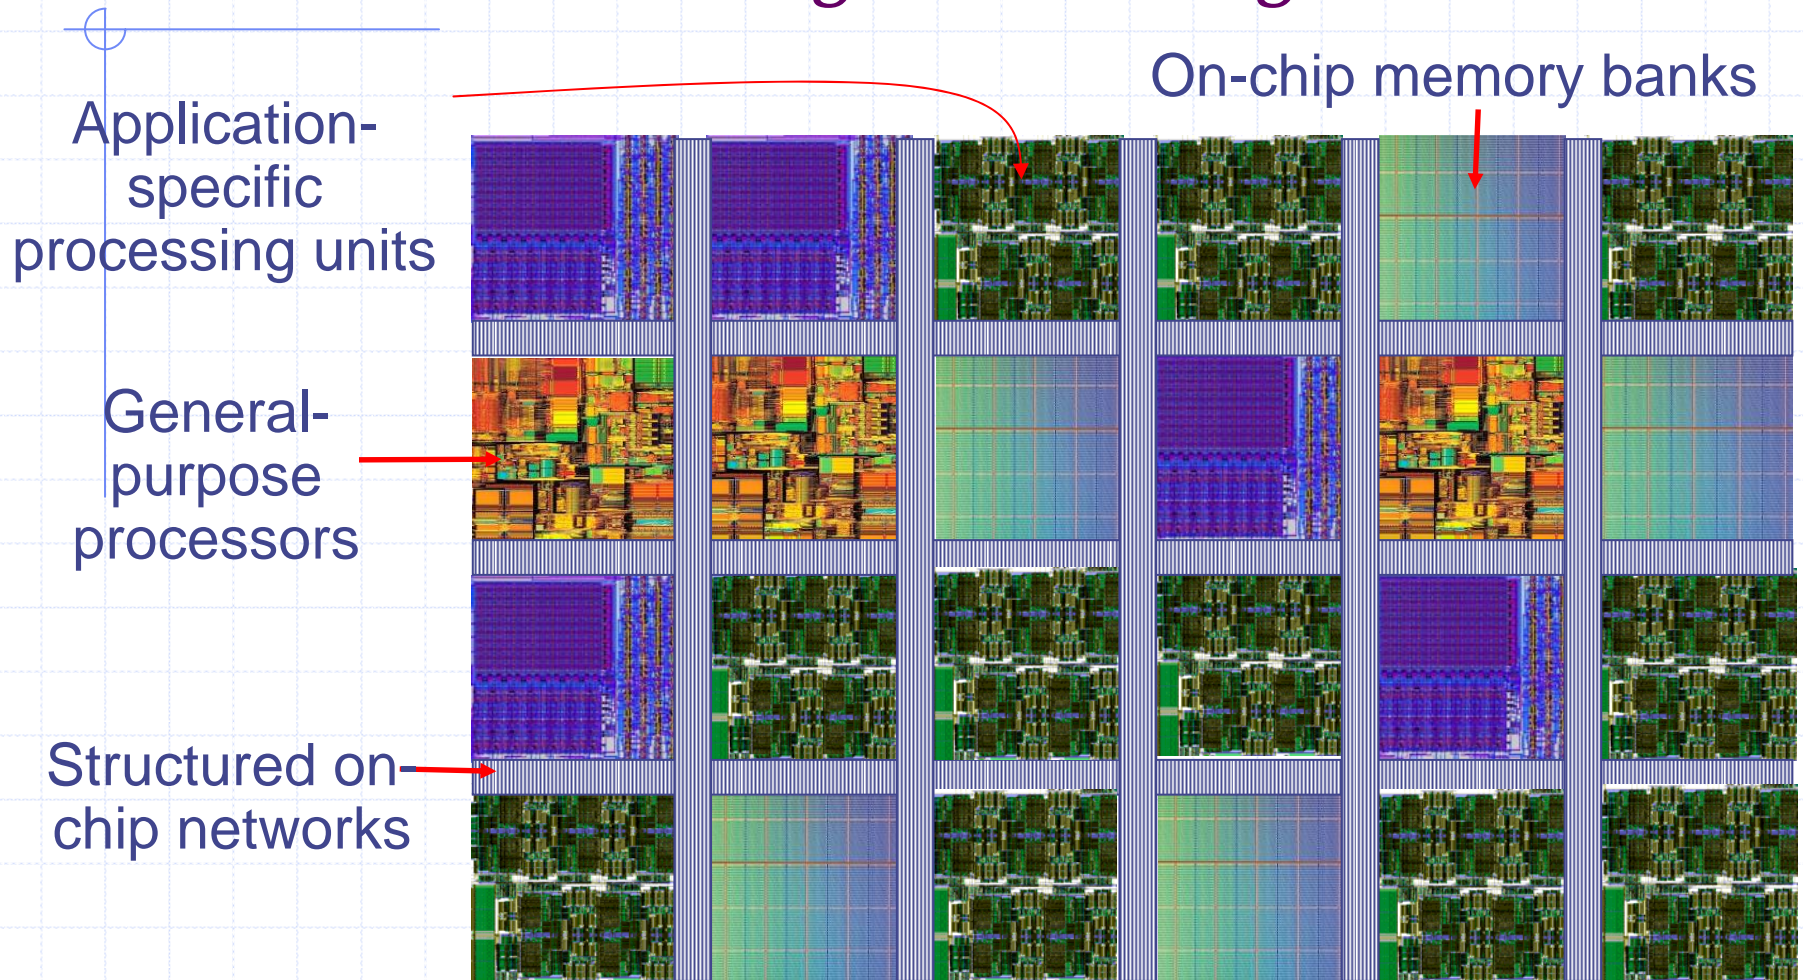 On-chip memory banks
Application-
specific
processing units
General-
purpose
processors
Structured on-
chip networks